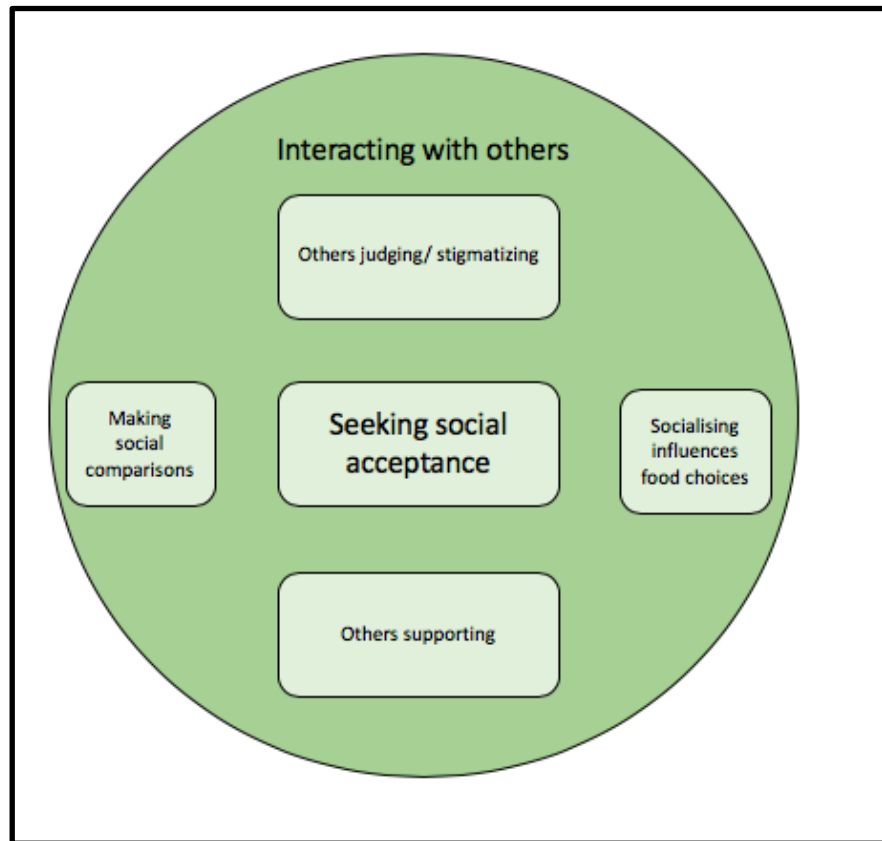 Interacting with others
Others judging/ stigmatizing
Making
social
comparisons
Seeking social
acceptance
Socialising
influences
food choices
Others supporting